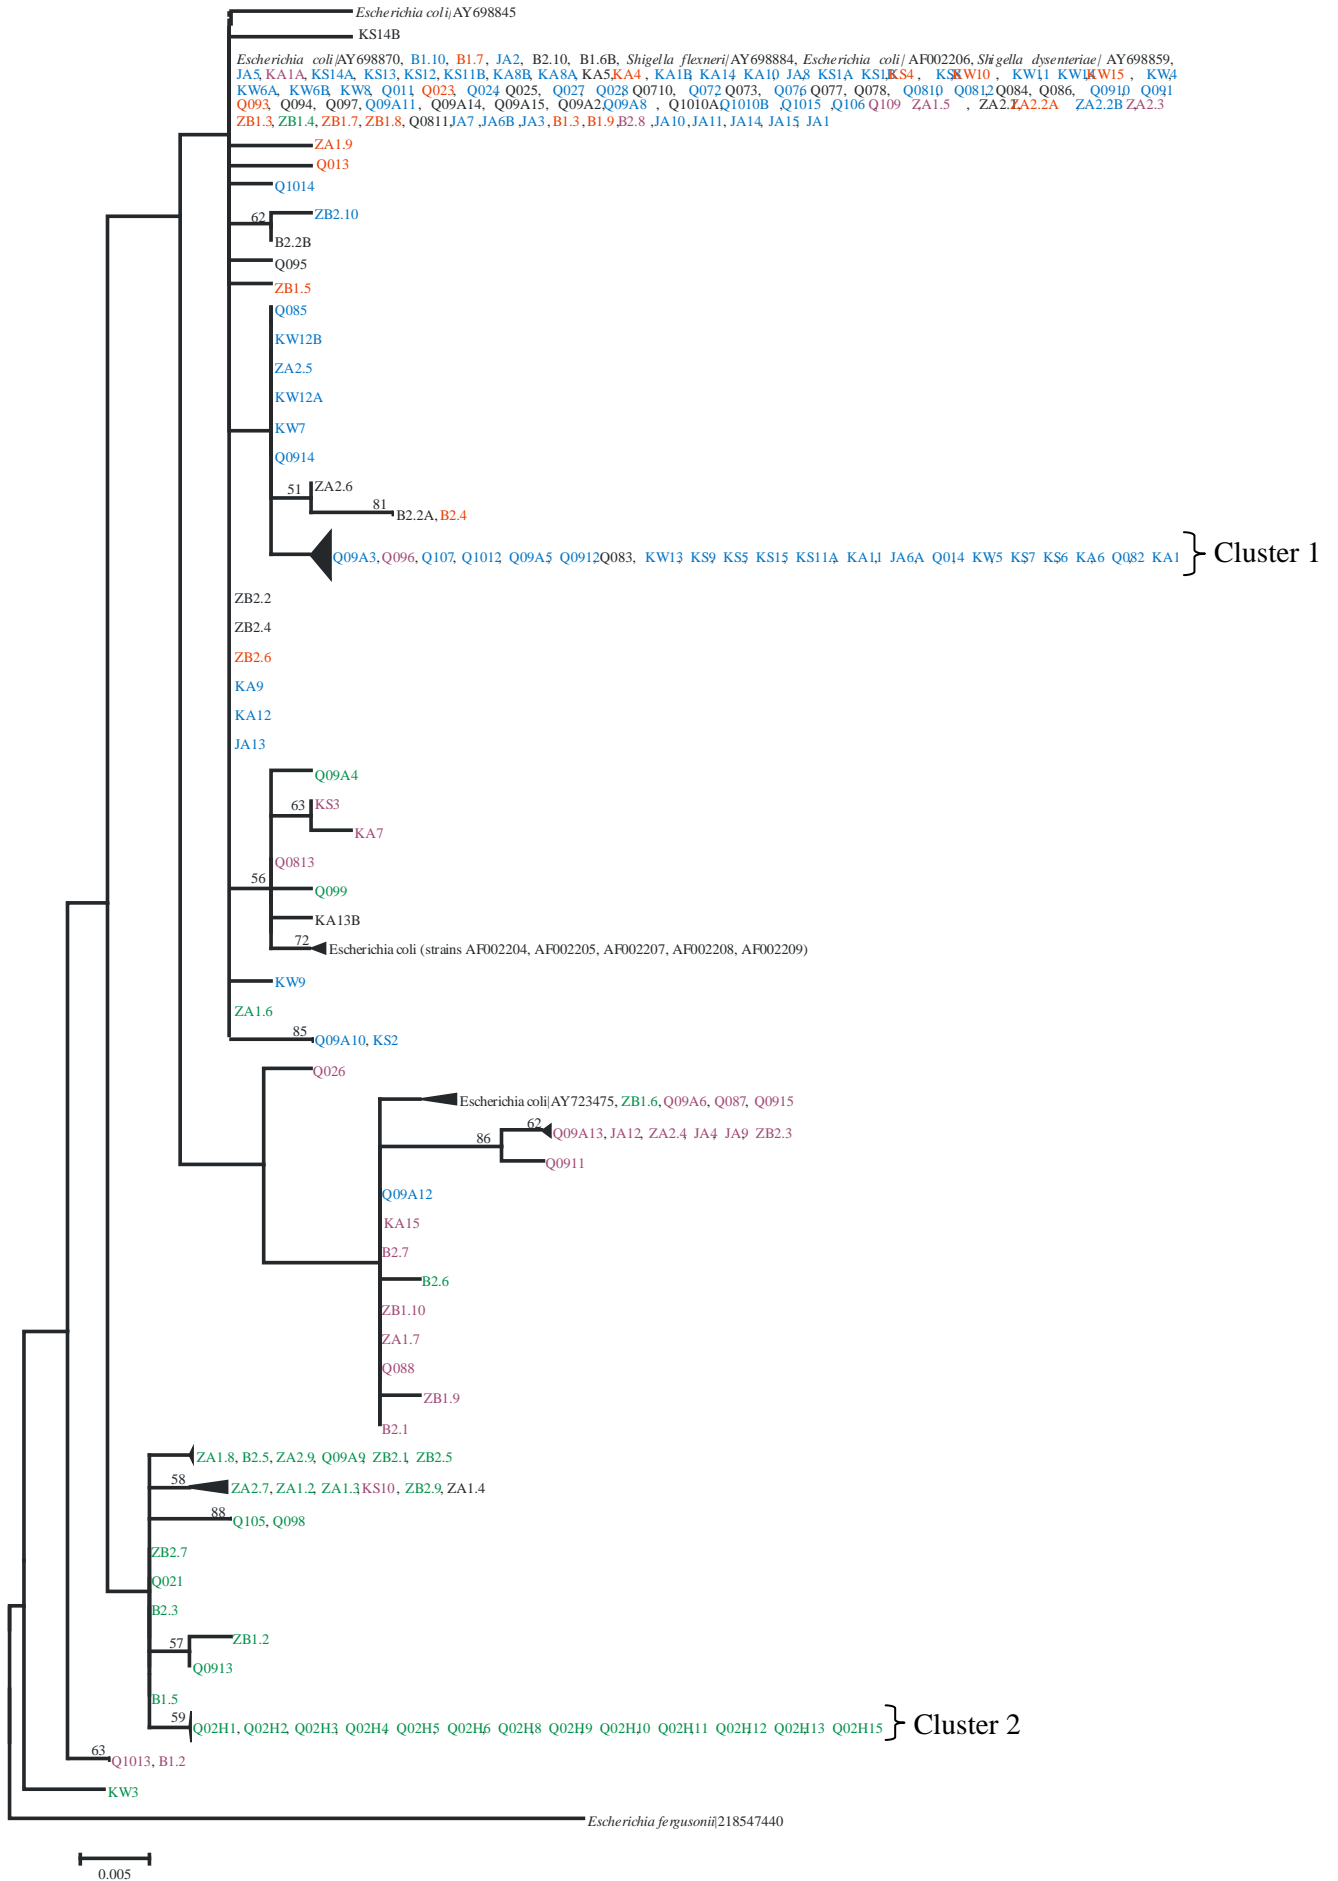 Escherichia coli|AY698845
KS14B
Escherichia coli|AY698870, B1.10, B1.7, JA2, B2.10, B1.6B, Shigella flexneri|AY698884, Escherichia coli| AF002206, Shigella dysenteriae| AY698859,
JA5, KA1A, KS14A, KS13, KS12, KS11B, KA8B, KA8A, KA5, KA4, KA1B, KA14, KA10, JA8, KS1A, KS1B, KS4, KS8, KW10, KW11, KW14, KW15, KW4
KW6A, KW6B, KW8, Q011, Q023, Q024, Q025, Q027, Q028, Q0710, Q072, Q073, Q076, Q077, Q078, Q0810, Q0812, Q084, Q086, Q0910, Q091
Q093, Q094, Q097, Q09A11, Q09A14, Q09A15, Q09A2, Q09A8, Q1010A, Q1010B, Q1015, Q106, Q109, ZA1.5, ZA2.2A, ZA2.2B, ZA2.3
ZB1.3, ZB1.4, ZB1.7, ZB1.8, Q0811, JA7, JA6B, JA3, B1.3, B1.9, B2.8, JA10, JA11, JA14, JA15, JA1
ZA1.9
Q013
Q1014
62
ZB2.10
B2.2B
Q095
ZB1.5
Q085
KW12B
ZA2.5
KW12A
KW7
Q0914
51
ZA2.6
81
B2.2A, B2.4
Q09A3, Q096, Q107, Q1012, Q09A5, Q0912, Q083, KW13, KS9, KS5, KS15, KS11A, KA11, JA6A, Q014, KW5, KS7, KS6, KA6, Q082, KA1
Cluster 1
ZB2.2
ZB2.4
ZB2.6
KA9
KA12
JA13
Q09A4
63
KS3
KA7
Q0813
56
Q099
KA13B
72
Escherichia coli (strains AF002204, AF002205, AF002207, AF002208, AF002209)
KW9
ZA1.6
85
Q09A10, KS2
Q026
Escherichia coli|AY723475, ZB1.6, Q09A6, Q087, Q0915
62
Q09A13, JA12, ZA2.4, JA4, JA9, ZB2.3
86
Q0911
Q09A12
KA15
B2.7
B2.6
ZB1.10
ZA1.7
Q088
ZB1.9
B2.1
ZA1.8, B2.5, ZA2.9, Q09A9, ZB2.1, ZB2.5
58
ZA2.7, ZA1.2, ZA1.3, KS10, ZB2.9, ZA1.4
88
Q105, Q098
ZB2.7
Q021
B2.3
57
ZB1.2
Q0913
B1.5
59
Q02H1, Q02H2, Q02H3, Q02H4, Q02H5, Q02H6, Q02H8, Q02H9, Q02H10, Q02H11, Q02H12, Q02H13, Q02H15
Cluster 2
63
Q1013, B1.2
KW3
Escherichia fergusonii|218547440
0.005